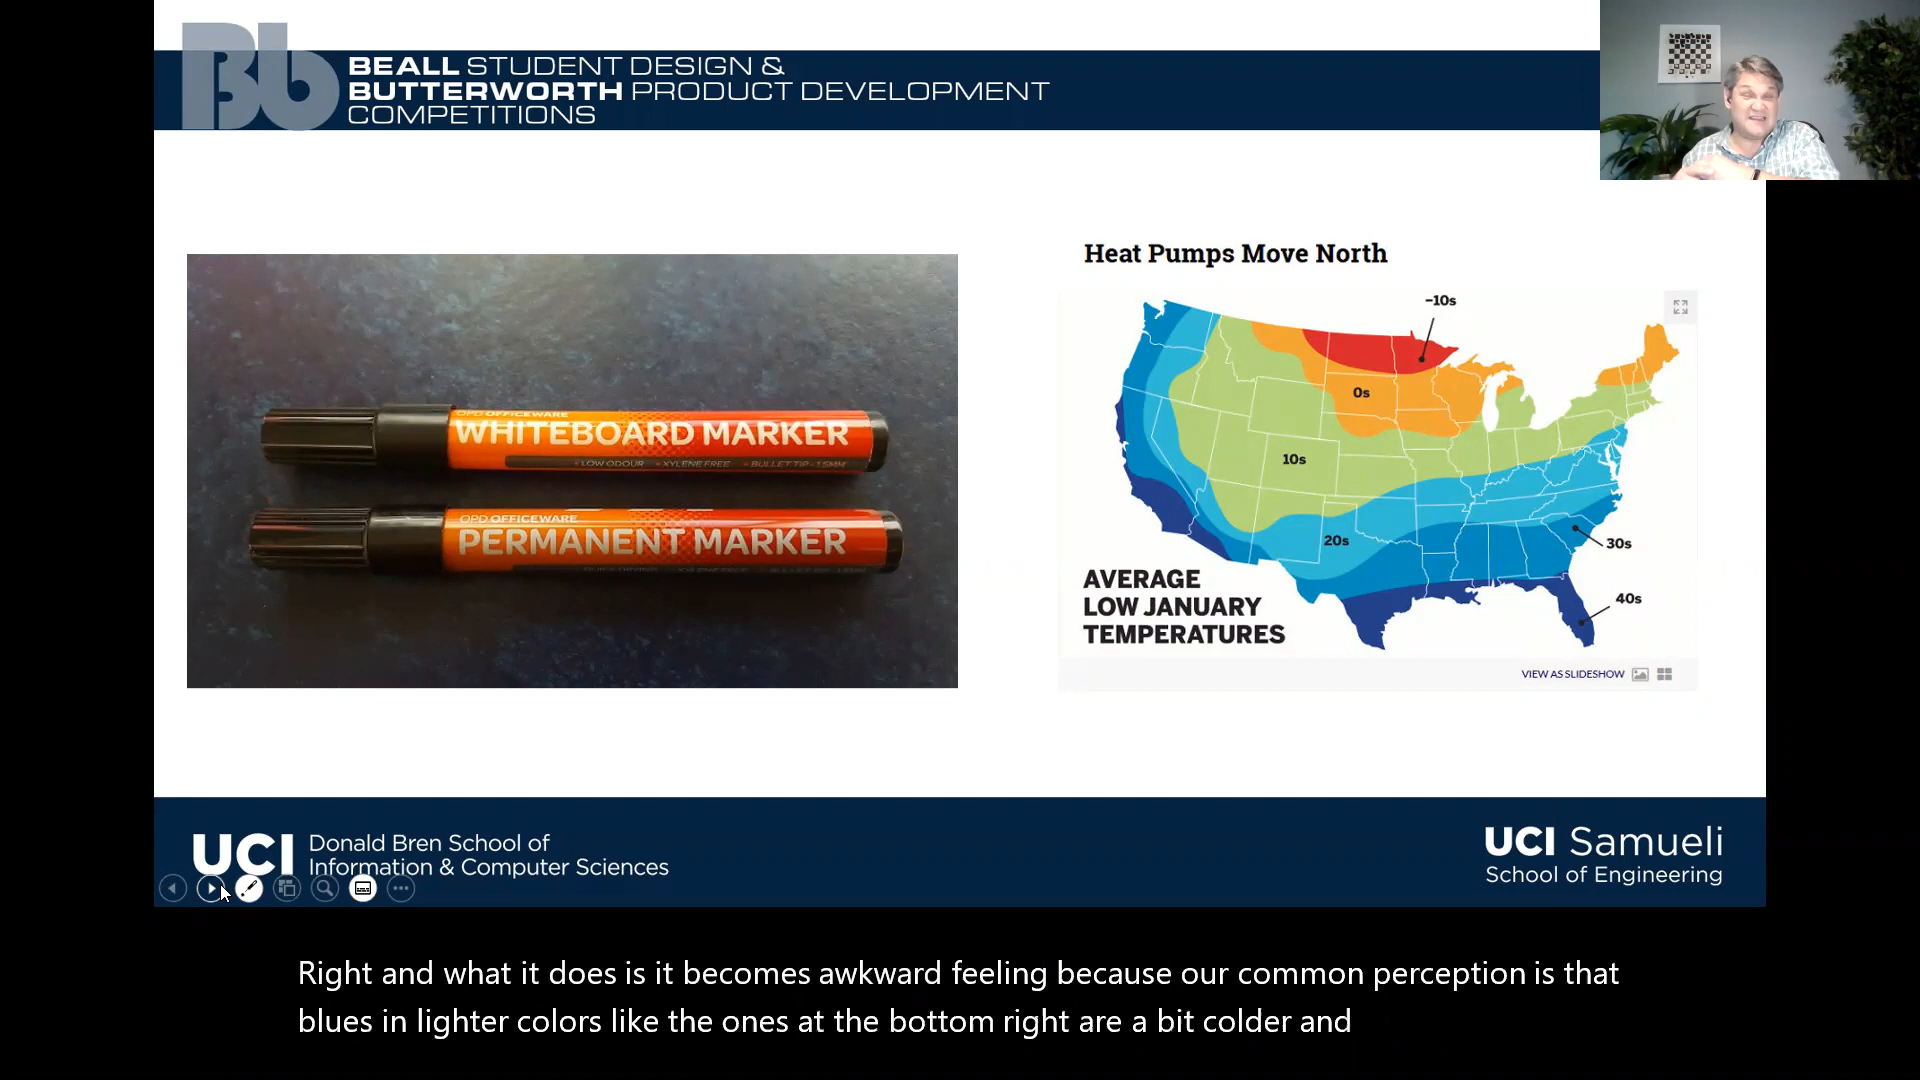 Bb
BEALL STUDENT DESIGN &
BUTTERWORTH PRODUCT DEVELOPMENT
COMPETITIONS
OPD OFFICEWARE
WHITEBOARD MARKER
• LOW ODOUR • XYLENE FREE • BULLET TIP - 1.5MM
OPD OFFICEWARE
PERMANENT MARKER
Heat Pumps Move North
-10s
0s
10s
20s
30s
40s
AVERAGE
LOW JANUARY
TEMPERATURES
VIEW AS SLIDESHOW
UCI Donald Bren School of
Information & Computer Sciences
UCI Samueli
School of Engineering
Right and what it does is it becomes awkward feeling because our common perception is that
blues in lighter colors like the ones at the bottom right are a bit colder and